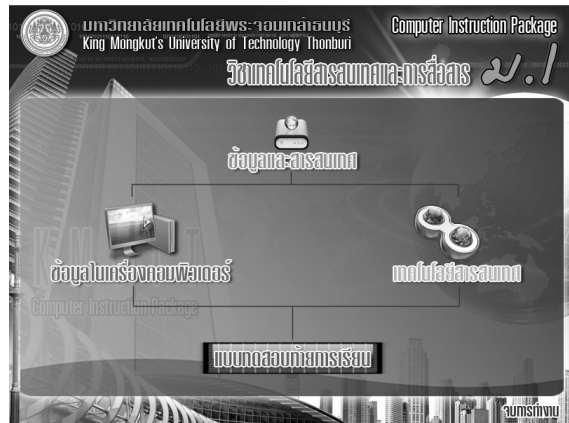 มหาวิทยาลัยเทคโนโลยีพระจอมเกล้าธนบุรี
King Mongkut's University of Technology Thonburi
Computer Instruction Package
วิชาเทคโนโลยีสารสนเทศและการสื่อสาร ม.1
ข้อมูลและสารสนเทศ
ข้อมูลในเครื่องคอมพิวเตอร์
เทคโนโลยีสารสนเทศ
K M T
Computer Instruction Package
แบบทดสอบท้ายการเรียน
จบการทำงาน